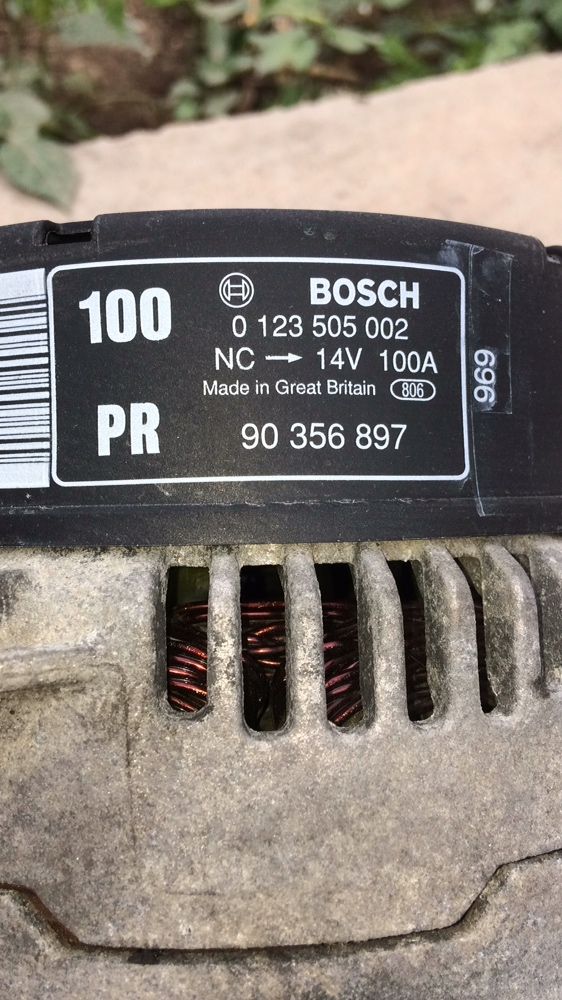 100
BOSCH
0 123 505 002
NC → 14V 100A
Made in Great Britain 806
PR
90 356 897
969